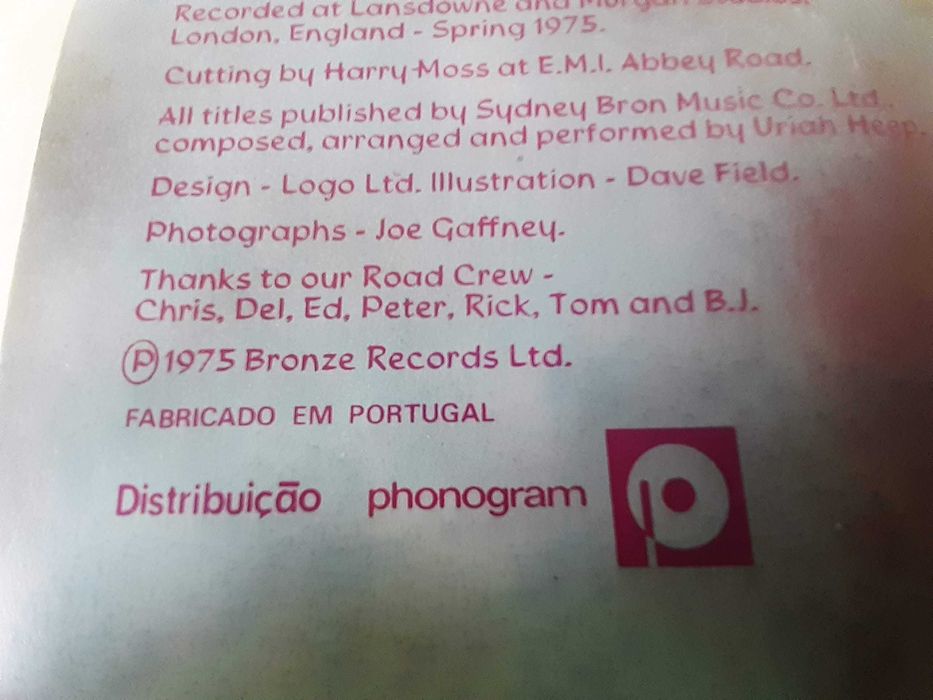 Recorded at Lansdowne and Morgan Studios,
London, England - Spring 1975.
Cutting by Harry Moss at E.M.I. Abbey Road.
All titles published by Sydney Bron Music Co. Ltd.,
composed, arranged and performed by Uriah Heep.
Design - Logo Ltd. Illustration - Dave Field.
Photographs - Joe Gaffney.
Thanks to our Road Crew -
Chris, Del, Ed, Peter, Rick, Tom and B.J.
℗ 1975 Bronze Records Ltd.
FABRICADO EM PORTUGAL
Distribuição phonogram